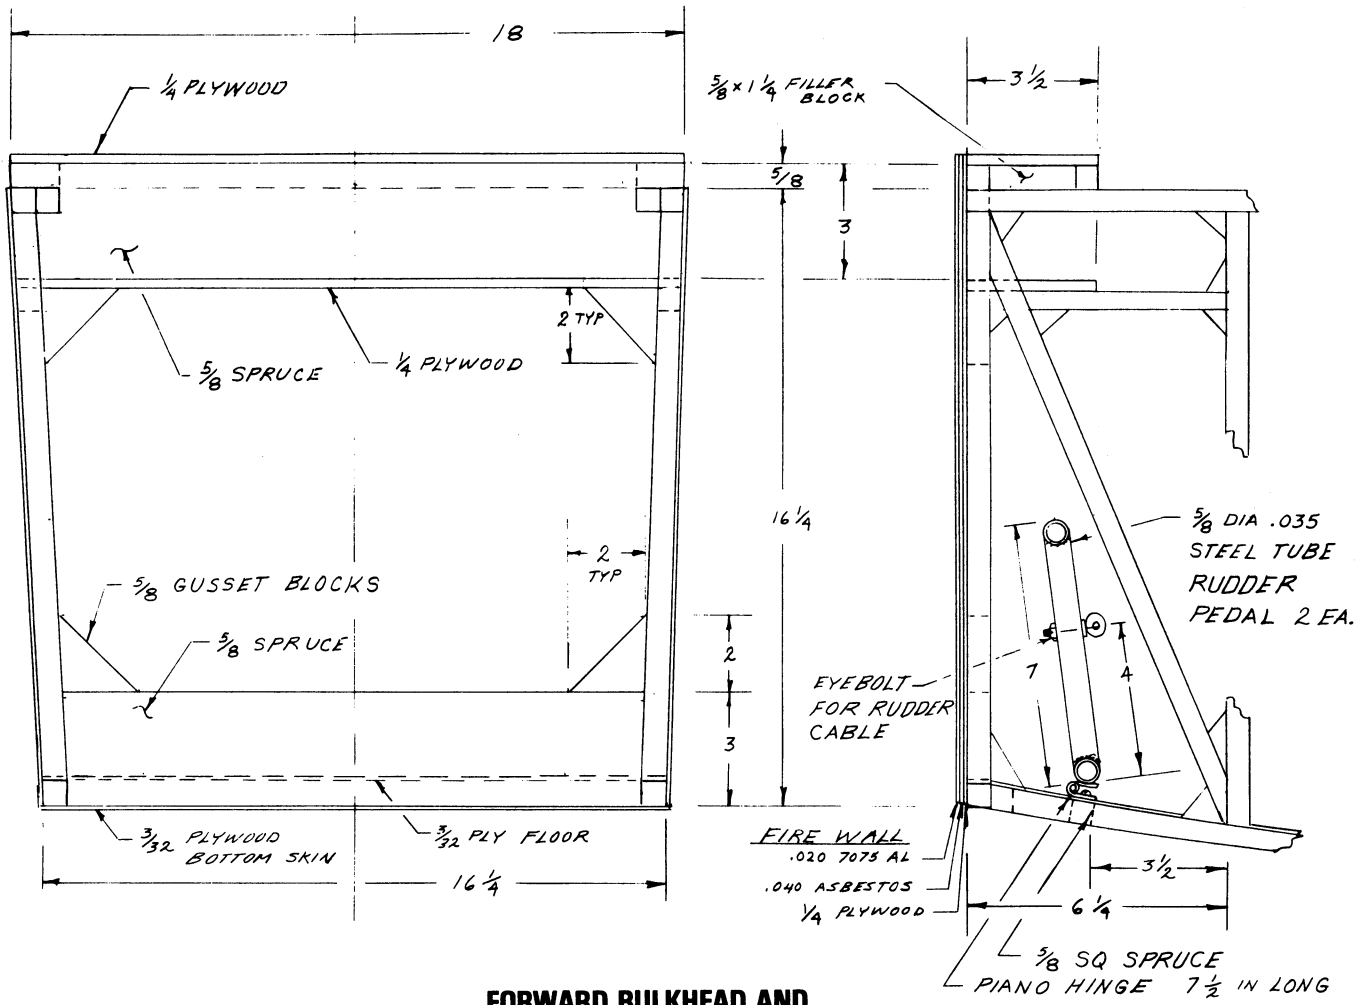 18
1/4 PLYWOOD
5/8 x 1 1/4 FILLER
BLOCK
3 1/2
5/8
3
2 TYP
5/8 SPRUCE
1/4 PLYWOOD
16 1/4
5/8 DIA .035
STEEL TUBE
RUDDER
PEDAL 2 EA.
2
TYP
5/8 GUSSET BLOCKS
5/8 SPRUCE
2
7
4
EYEBOLT
FOR RUDDER
CABLE
3
3/32 PLYWOOD
BOTTOM SKIN
3/32 PLY FLOOR
FIRE WALL
.020 7075 AL
.040 ASBESTOS
1/4 PLYWOOD
16 1/4
3 1/2
6 1/4
5/8 SQ SPRUCE
PIANO HINGE 7 1/2 IN LONG
FORWARD BULKHEAD AND